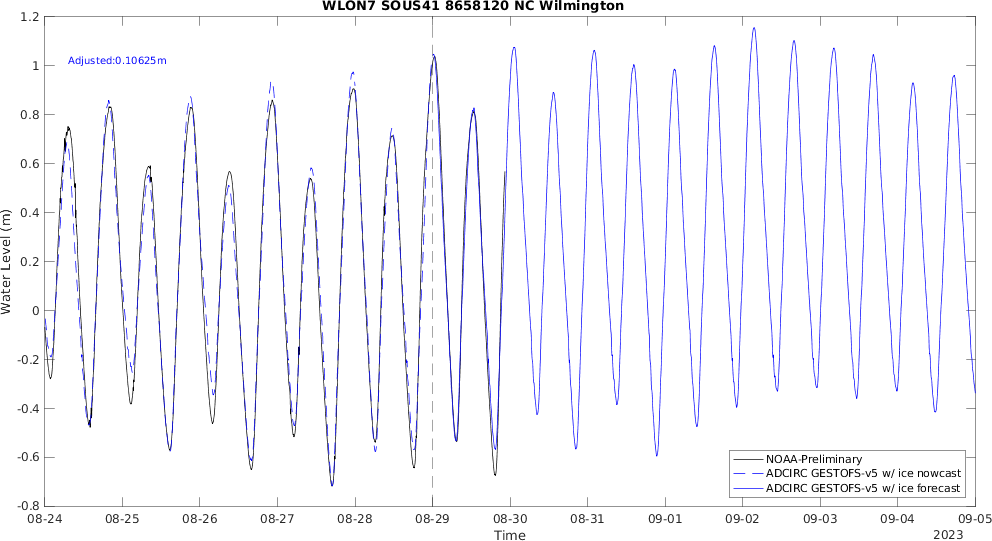 WLON7 SOUS41 8658120 NC Wilmington
Adjusted:0.10625m
Water Level (m)
1.2
1
0.8
0.6
0.4
0.2
0
-0.2
-0.4
-0.6
-0.8
NOAA-Preliminary
ADCIRC GESTOFS-v5 w/ ice nowcast
ADCIRC GESTOFS-v5 w/ ice forecast
08-24 08-25 08-26 08-27 08-28 08-29 08-30 08-31 09-01 09-02 09-03 09-04 09-05
Time
2023